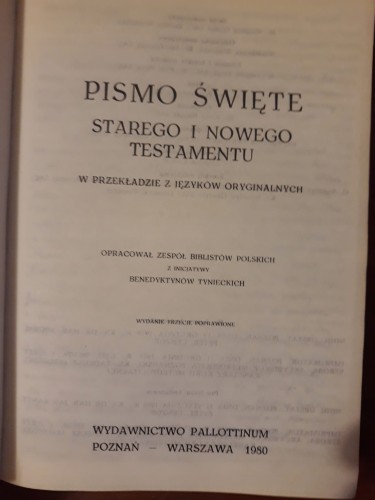 PISMO ŚWIĘTE
STAREGO I NOWEGO
TESTAMENTU
W PRZEKŁADZIE Z JĘZYKÓW ORYGINALNYCH
OPRACOWAŁ ZESPÓŁ BIBLISTÓW POLSKICH
Z INICJATYWY
BENEDYKTYNÓW TYNIECKICH
WYDANIE TRZECIE POPRAWIONE
WYDAWNICTWO PALLOTTINUM
POZNAŃ – WARSZAWA 1980